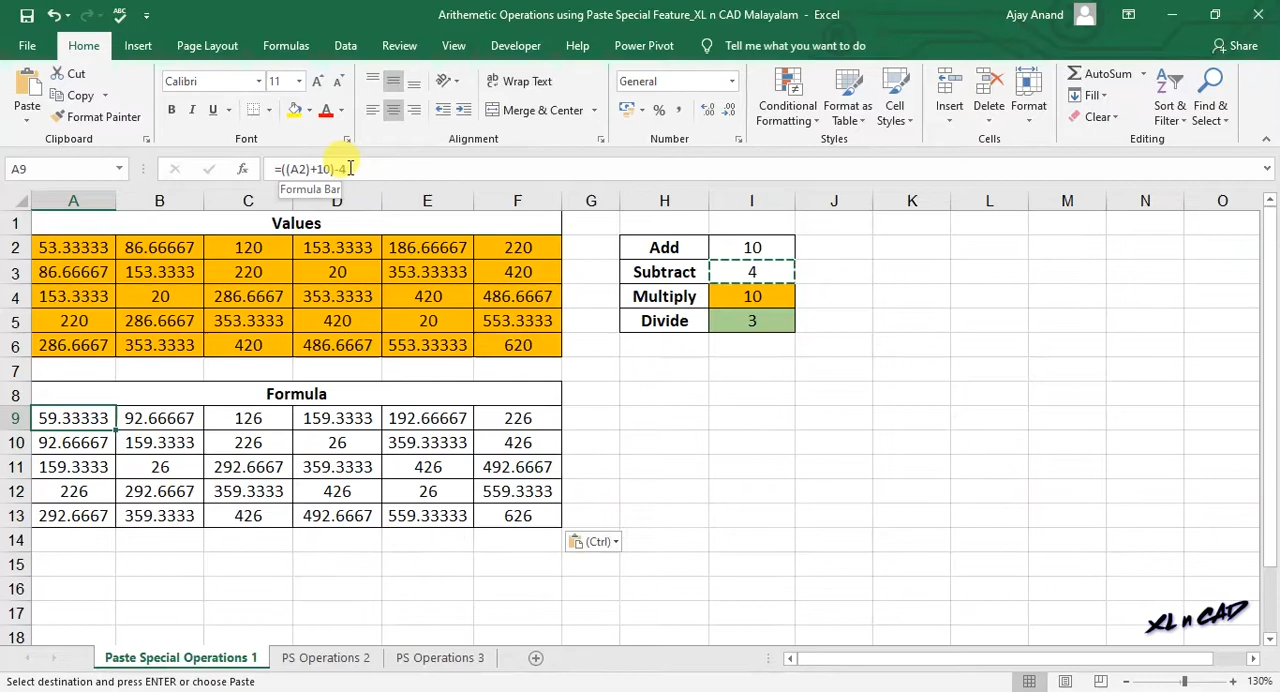 Arithemetic Operations using Paste Special Feature_XL n CAD Malayalam - Excel
Ajay Anand
File Home Insert Page Layout Formulas Data Review View Developer Help Power Pivot Tell me what you want to do Share
Paste
Cut
Copy
Format Painter
Clipboard
Calibri 11
B I U
Font
Wrap Text
Merge & Center
Alignment
General
Number
Conditional Formatting
Format as Table
Cell Styles
Styles
Insert Delete Format
Cells
AutoSum
Fill
Clear
Sort & Filter
Find & Select
Editing
A9 fx =((A2)+10)-4
Formula Bar
A B C D E F G H I J K L M N O
1 Values
2 53.33333 86.66667 120 153.3333 186.66667 220 Add 10
3 86.66667 153.3333 220 20 353.33333 420 Subtract 4
4 153.3333 20 286.6667 353.3333 420 486.6667 Multiply 10
5 220 286.6667 353.3333 420 20 553.3333 Divide 3
6 286.6667 353.3333 420 486.6667 553.33333 620
7
8 Formula
9 59.33333 92.66667 126 159.3333 192.66667 226
10 92.66667 159.3333 226 26 359.33333 426
11 159.3333 26 292.6667 359.3333 426 492.6667
12 226 292.6667 359.3333 426 26 559.3333
13 292.6667 359.3333 426 492.6667 559.33333 626
14 (Ctrl)
15
16
17 XL n CAD
18
Paste Special Operations 1 PS Operations 2 PS Operations 3
Select destination and press ENTER or choose Paste 130%